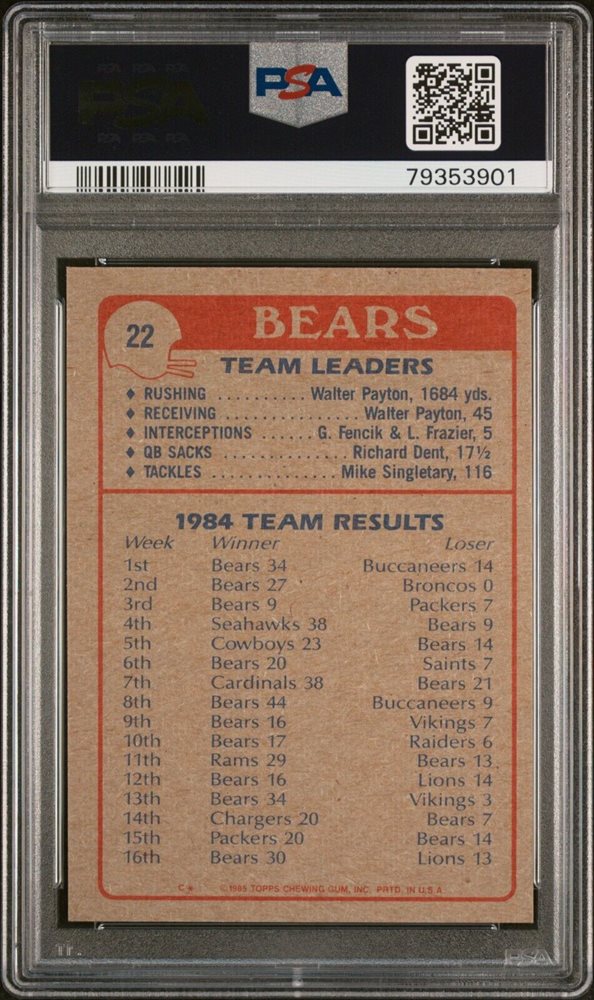 PSA
79353901
22
BEARS
TEAM LEADERS
♦ RUSHING .......... Walter Payton, 1684 yds.
♦ RECEIVING ............... Walter Payton, 45
♦ INTERCEPTIONS ...... G. Fencik & L. Frazier, 5
♦ QB SACKS ............. Richard Dent, 17½
♦ TACKLES ............... Mike Singletary, 116
1984 TEAM RESULTS
Week Winner Loser
1st Bears 34 Buccaneers 14
2nd Bears 27 Broncos 0
3rd Bears 9 Packers 7
4th Seahawks 38 Bears 9
5th Cowboys 23 Bears 14
6th Bears 20 Saints 7
7th Cardinals 38 Bears 21
8th Bears 44 Buccaneers 9
9th Bears 16 Vikings 7
10th Bears 17 Raiders 6
11th Rams 29 Bears 13
12th Bears 16 Lions 14
13th Bears 34 Vikings 3
14th Chargers 20 Bears 7
15th Packers 20 Bears 14
16th Bears 30 Lions 13
C* ©1985 TOPPS CHEWING GUM, INC. PRTD. IN U.S.A.
PSA